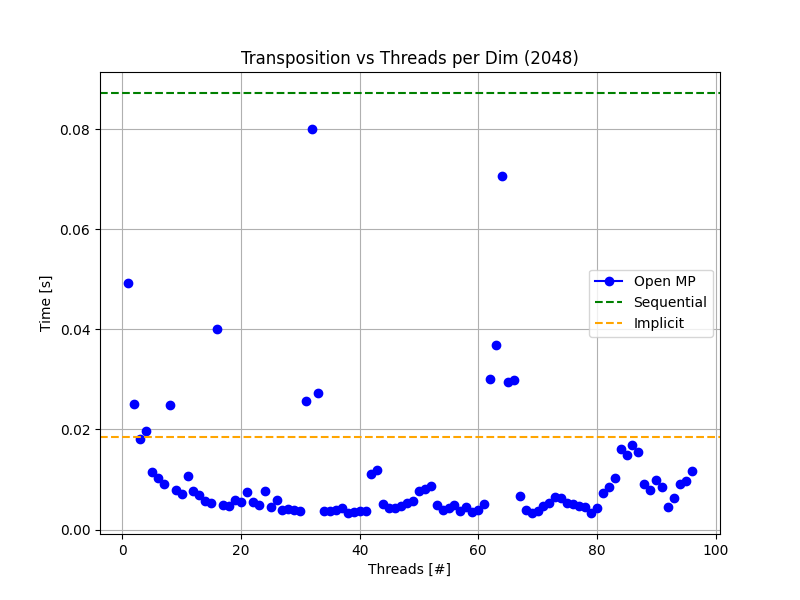 Transposition vs Threads per Dim (2048)
Time [s]
0.08
0.06
0.04
0.02
0.00
Open MP
Sequential
Implicit
0 20 40 60 80 100
Threads [#]